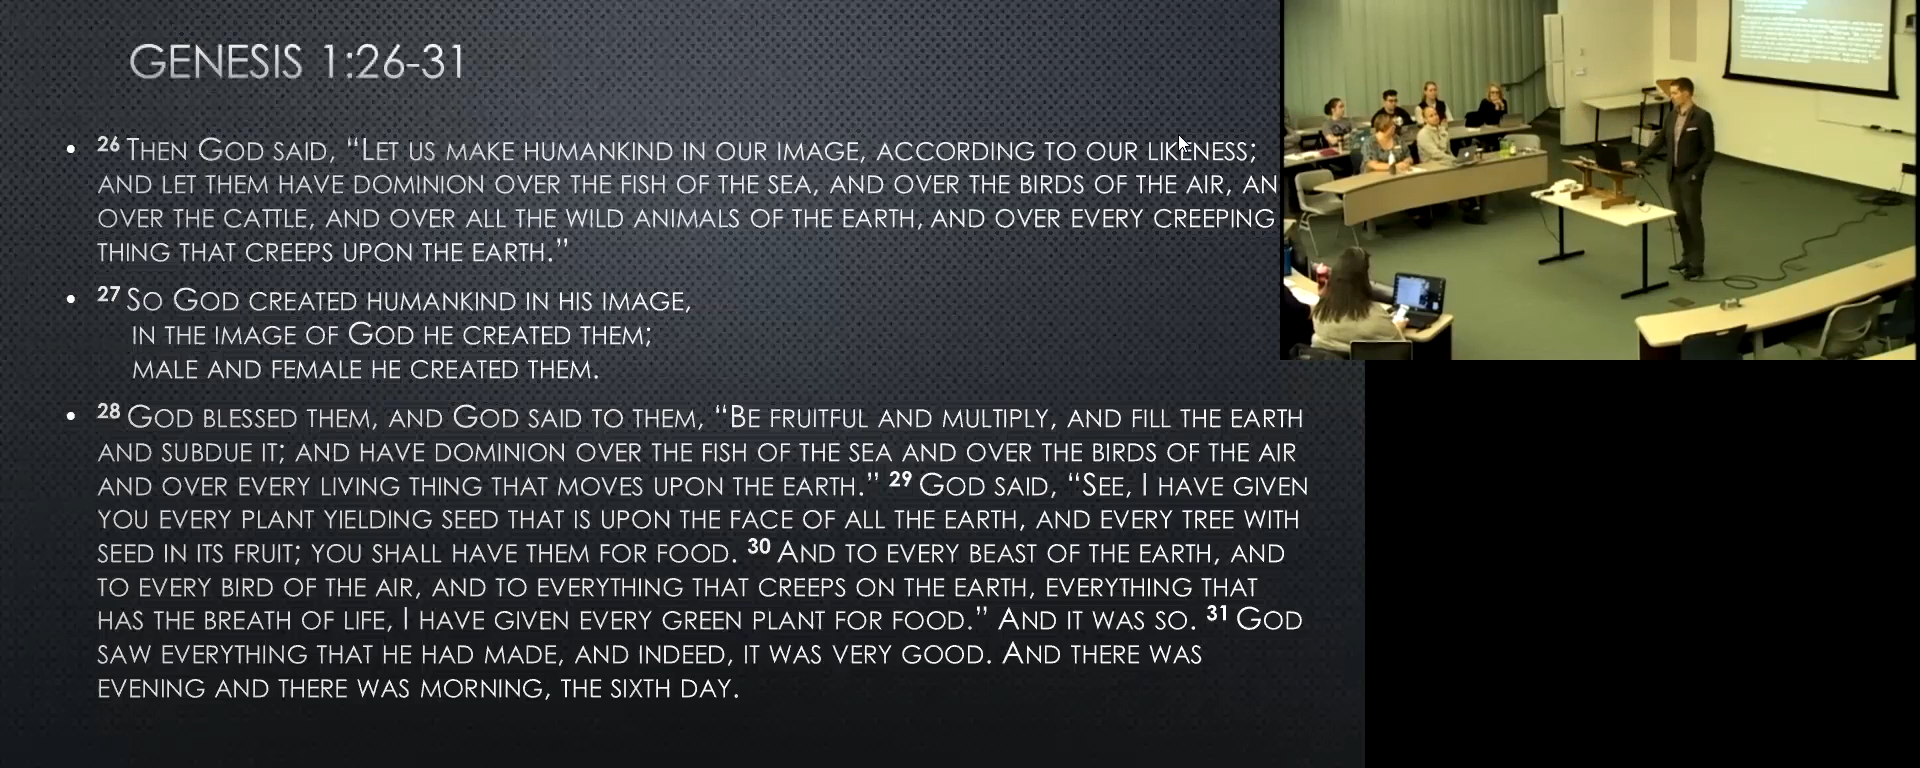 GENESIS 1:26-31
• 26 THEN GOD SAID, “LET US MAKE HUMANKIND IN OUR IMAGE, ACCORDING TO OUR LIKENESS;
AND LET THEM HAVE DOMINION OVER THE FISH OF THE SEA, AND OVER THE BIRDS OF THE AIR, AN
OVER THE CATTLE, AND OVER ALL THE WILD ANIMALS OF THE EARTH, AND OVER EVERY CREEPING
THING THAT CREEPS UPON THE EARTH.”
• 27 SO GOD CREATED HUMANKIND IN HIS IMAGE,
IN THE IMAGE OF GOD HE CREATED THEM;
MALE AND FEMALE HE CREATED THEM.
• 28 GOD BLESSED THEM, AND GOD SAID TO THEM, “BE FRUITFUL AND MULTIPLY, AND FILL THE EARTH
AND SUBDUE IT; AND HAVE DOMINION OVER THE FISH OF THE SEA AND OVER THE BIRDS OF THE AIR
AND OVER EVERY LIVING THING THAT MOVES UPON THE EARTH.” 29 GOD SAID, “SEE, I HAVE GIVEN
YOU EVERY PLANT YIELDING SEED THAT IS UPON THE FACE OF ALL THE EARTH, AND EVERY TREE WITH
SEED IN ITS FRUIT; YOU SHALL HAVE THEM FOR FOOD. 30 AND TO EVERY BEAST OF THE EARTH, AND
TO EVERY BIRD OF THE AIR, AND TO EVERYTHING THAT CREEPS ON THE EARTH, EVERYTHING THAT
HAS THE BREATH OF LIFE, I HAVE GIVEN EVERY GREEN PLANT FOR FOOD.” AND IT WAS SO. 31 GOD
SAW EVERYTHING THAT HE HAD MADE, AND INDEED, IT WAS VERY GOOD. AND THERE WAS
EVENING AND THERE WAS MORNING, THE SIXTH DAY.